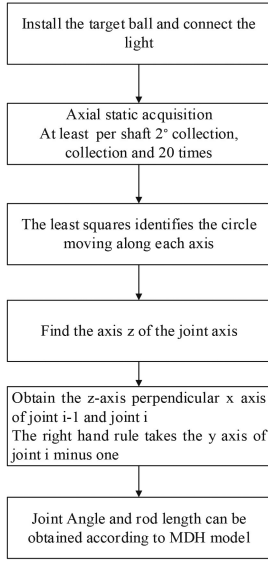 Install the target ball and connect the
light
Axial static acquisition
At least per shaft 2° collection,
collection and 20 times
The least squares identifies the circle
moving along each axis
Find the axis z of the joint axis
Obtain the z-axis perpendicular x axis
of joint i-1 and joint i
The right hand rule takes the y axis of
joint i minus one
Joint Angle and rod length can be
obtained according to MDH model